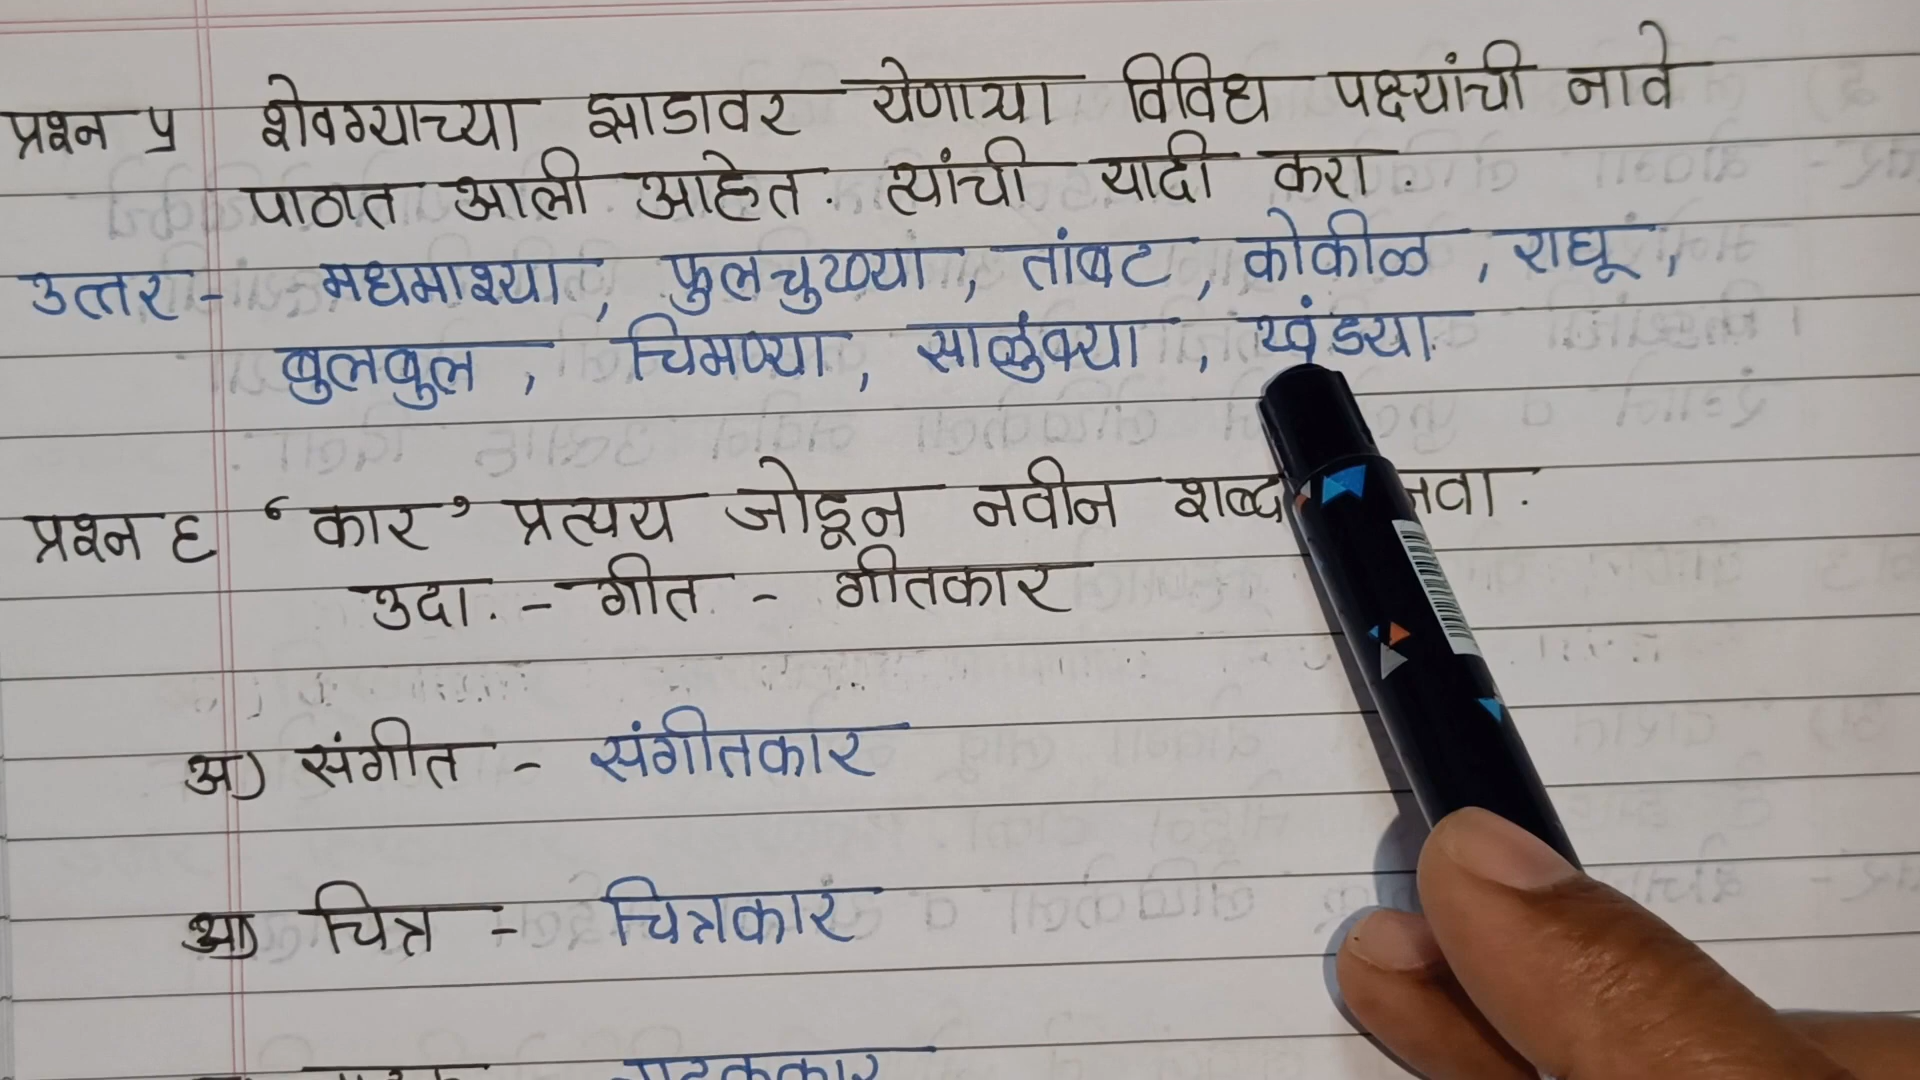 प्रश्न ५ शेवग्याच्या झाडावर येणाऱ्या विविध पक्ष्यांची नावे
पाठात आली आहेत. त्यांची यादी करा.
उत्तर - मधमाश्या, फुलचुख्या, तांबट, कोकीळ, राघू,
बुलबुल, चिमण्या, साळुंक्या, खंड्या.
प्रश्न ६ ‘कार’ प्रत्यय जोडून नवीन शब्द
उदा. - गीत - गीतकार
अ) संगीत - संगीतकार
आ) चित्र - चित्रकार